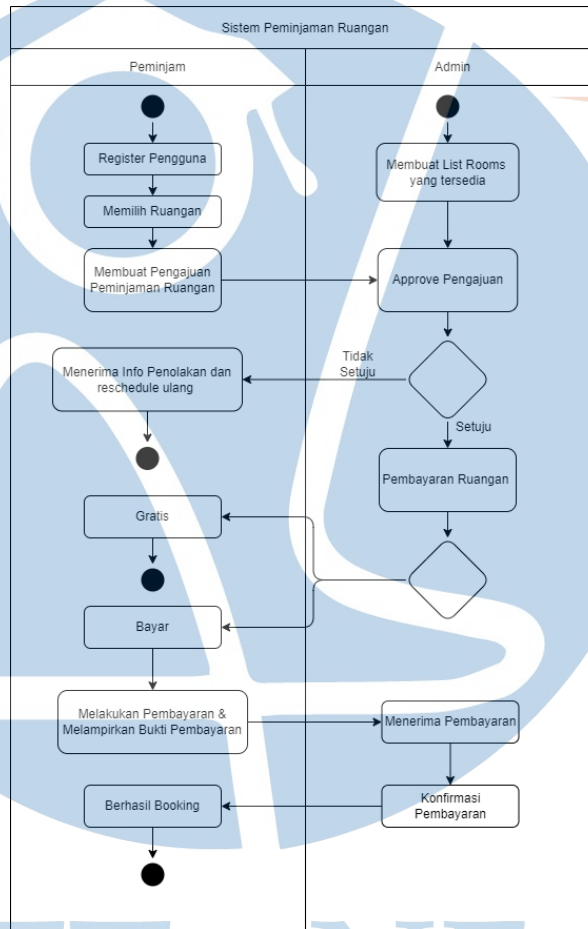 Sistem Peminjaman Ruangan
Peminjam
Admin
Register Pengguna
Membuat List Rooms
yang tersedia
Memilih Ruangan
Membuat Pengajuan
Peminjaman Ruangan
Approve Pengajuan
Tidak
Setuju
Menerima Info Penolakan dan
reschedule ulang
Setuju
Pembayaran Ruangan
Gratis
Bayar
Melakukan Pembayaran &
Melampirkan Bukti Pembayaran
Menerima Pembayaran
Konfirmasi
Pembayaran
Berhasil Booking